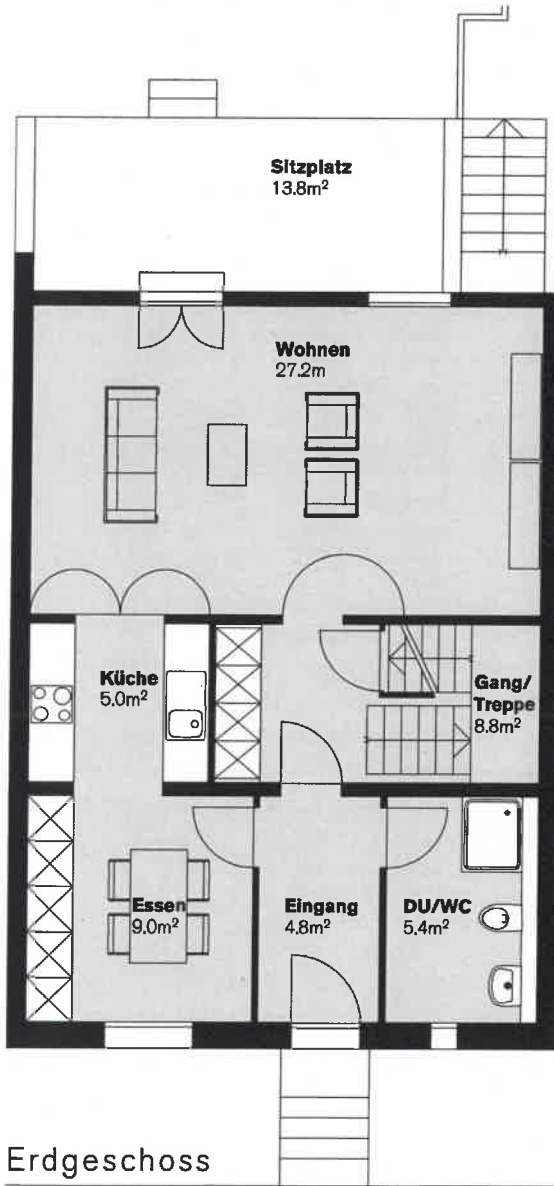 Sitzplatz
13.8m²
Wohnen
27.2m
Küche
5.0m²
Gang/
Treppe
8.8m²
Essen
9.0m²
Eingang
4.8m²
DU/WC
5.4m²
Erdgeschoss